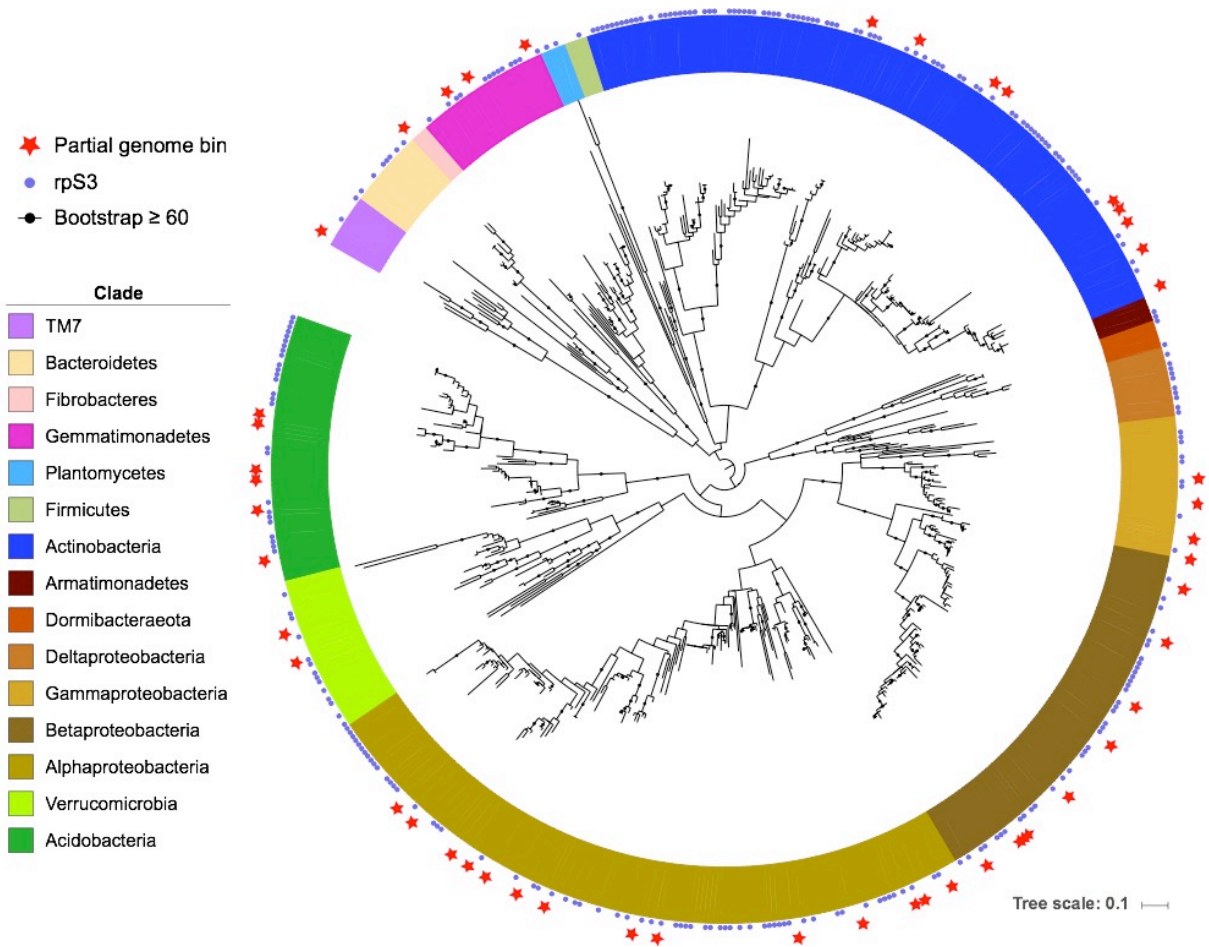 Partial genome bin
rpS3
Bootstrap ≥ 60
Clade
TM7
Bacteroidetes
Fibrobacteres
Gemmatimonadetes
Plantomycetes
Firmicutes
Actinobacteria
Armatimonadetes
Dormibacteraeota
Deltaproteobacteria
Gammaproteobacteria
Betaproteobacteria
Alphaproteobacteria
Verrucomicrobia
Acidobacteria
Tree scale: 0.1